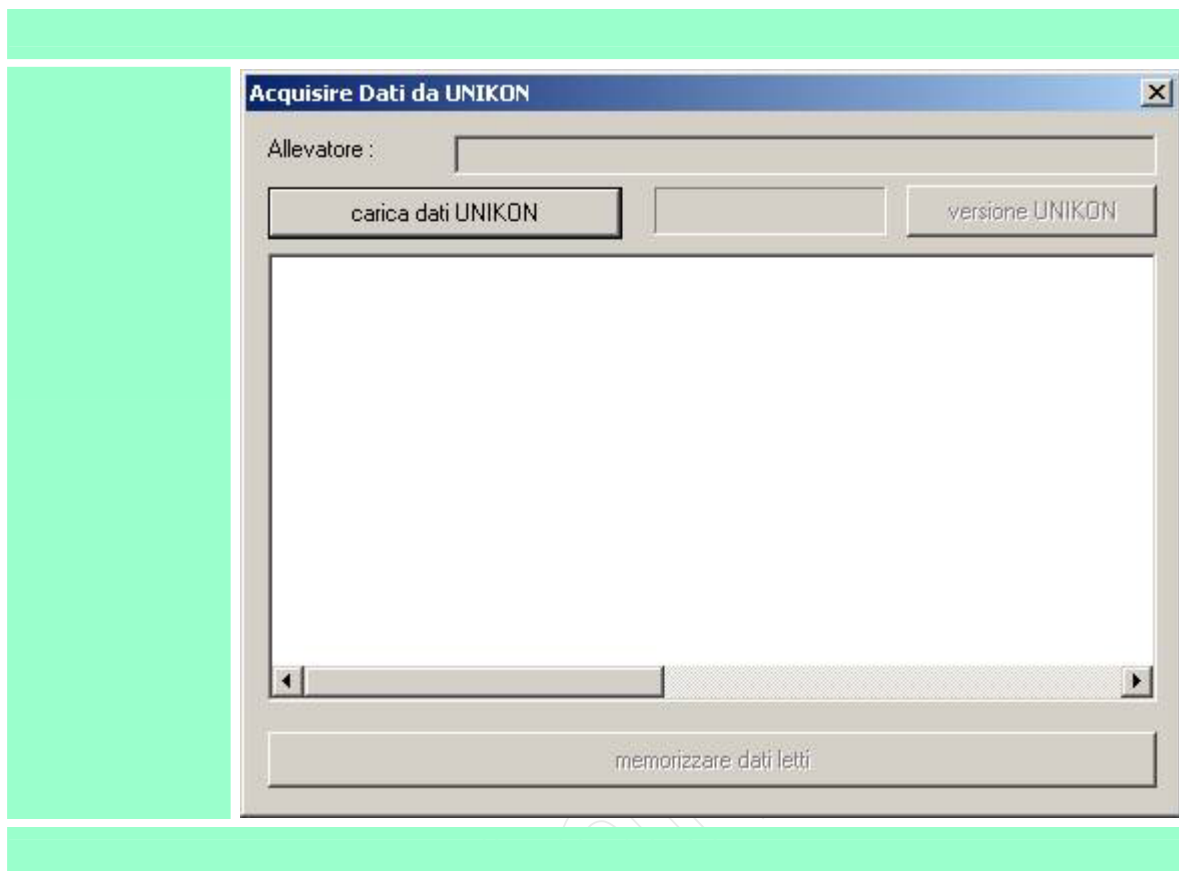 Acquisire Dati da UNIKON
Allevatore :
carica dati UNIKON
versione UNIKON
memorizzare dati letti